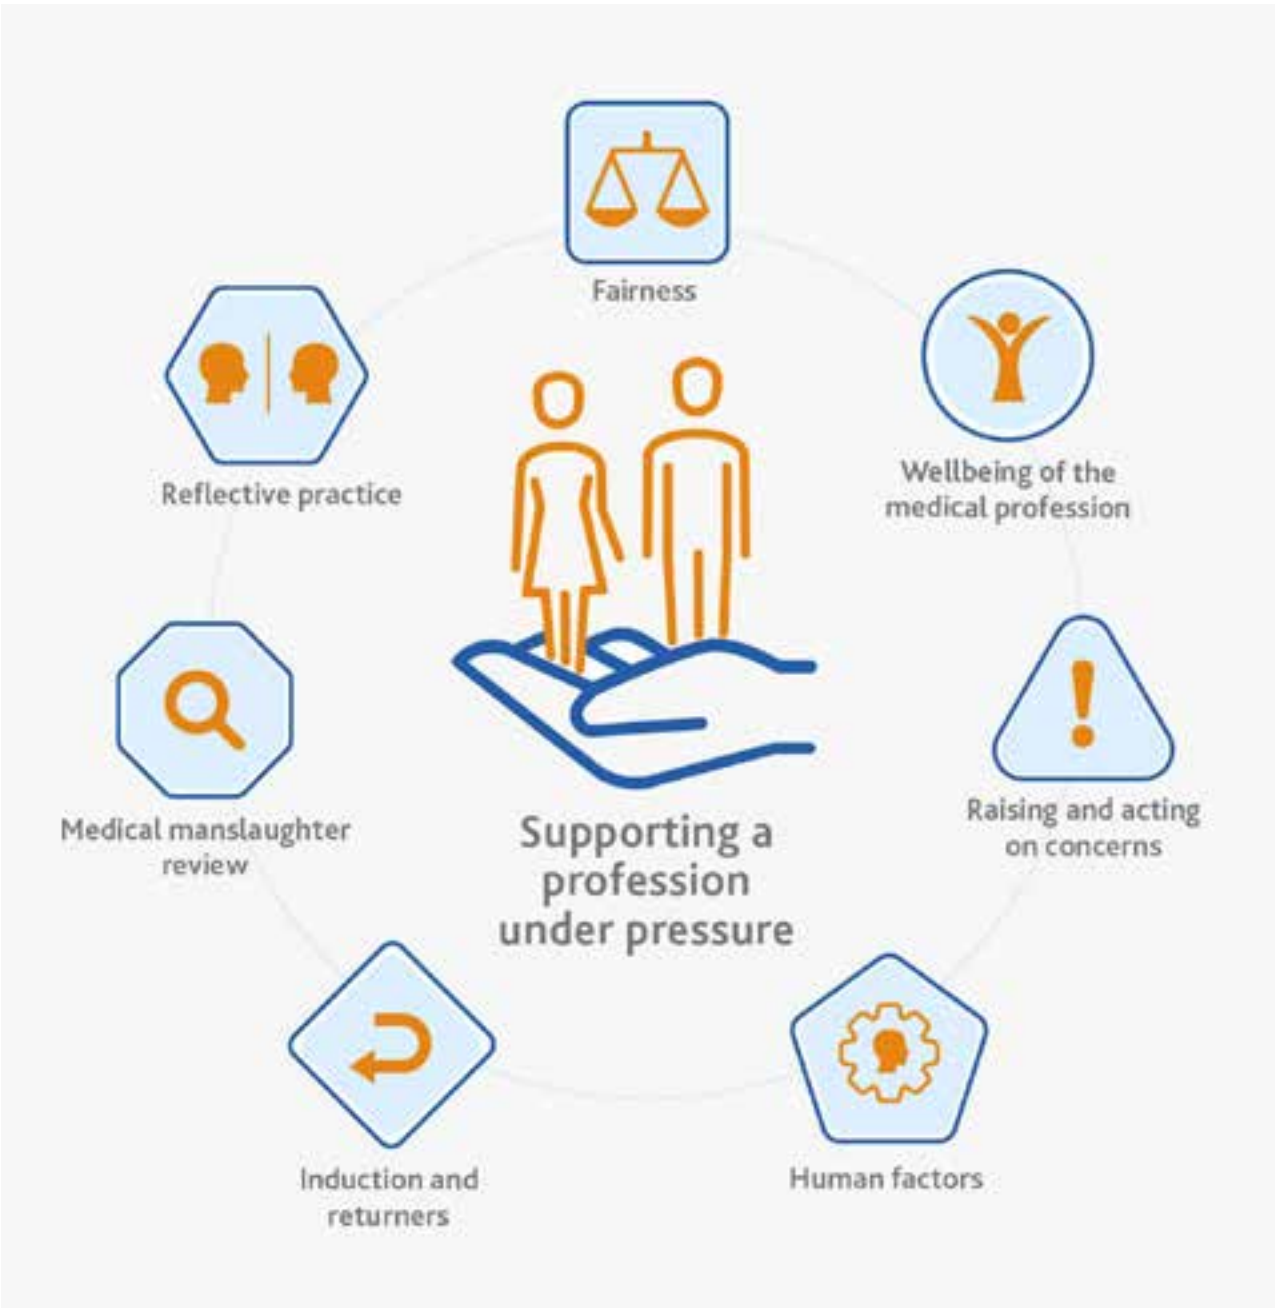 Fairness
Wellbeing of the
medical profession
Raising and acting
on concerns
Human factors
Induction and
returners
Medical manslaughter
review
Reflective practice
Supporting a
profession
under pressure